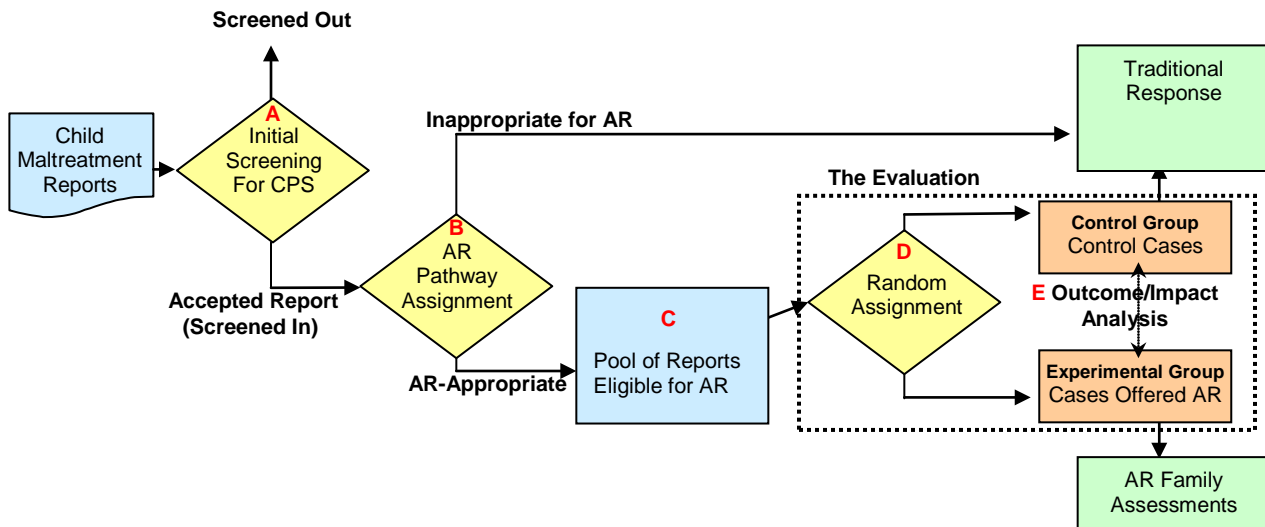 Screened Out
Child
Maltreatment
Reports
A
Initial
Screening
For CPS
Accepted Report
(Screened In)
Inappropriate for AR
B
AR
Pathway
Assignment
AR-Appropriate
C
Pool of Reports
Eligible for AR
The Evaluation
D
Random
Assignment
Traditional
Response
Control Group
Control Cases
E Outcome/Impact
Analysis
Experimental Group
Cases Offered AR
AR Family
Assessments